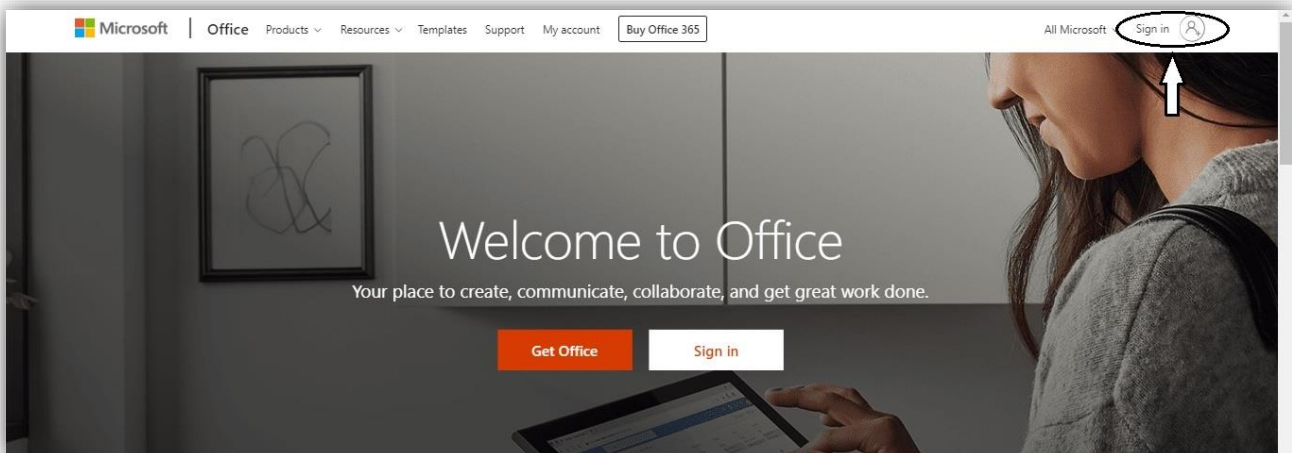 Microsoft Office Products Resources Templates Support My account Buy Office 365 All Microsoft Sign in
Welcome to Office
Your place to create, communicate, collaborate, and get great work done.
Get Office Sign in